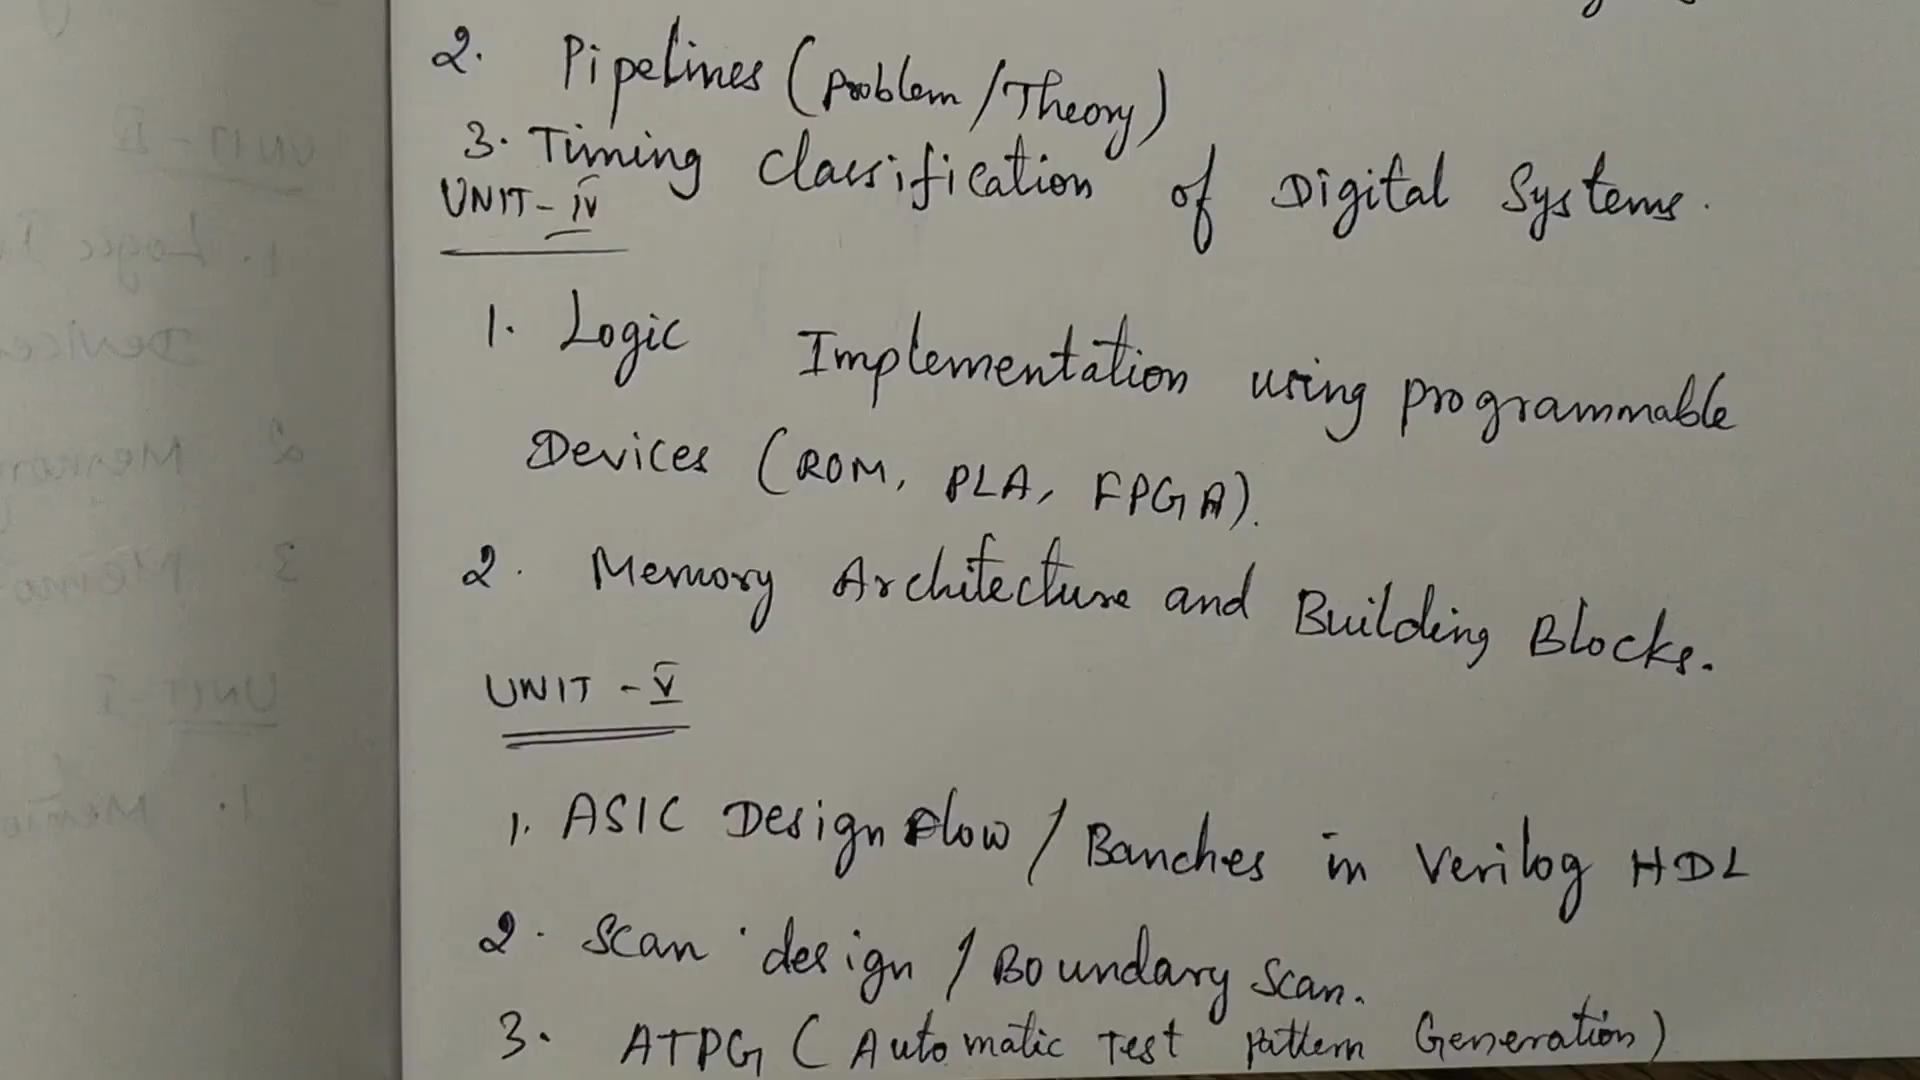 2. Pipelines (Problem / Theory)
3. Timing Classification of Digital Systems.
UNIT - IV
1. Logic Implementation using programmable
Devices (ROM, PLA, FPGA).
2. Memory Architecture and Building Blocks.
UNIT - V
1. ASIC Design Flow / Banches in Verilog HDL
2. Scan design / Boundary Scan.
3. ATPG (Automatic Test Pattern Generation)